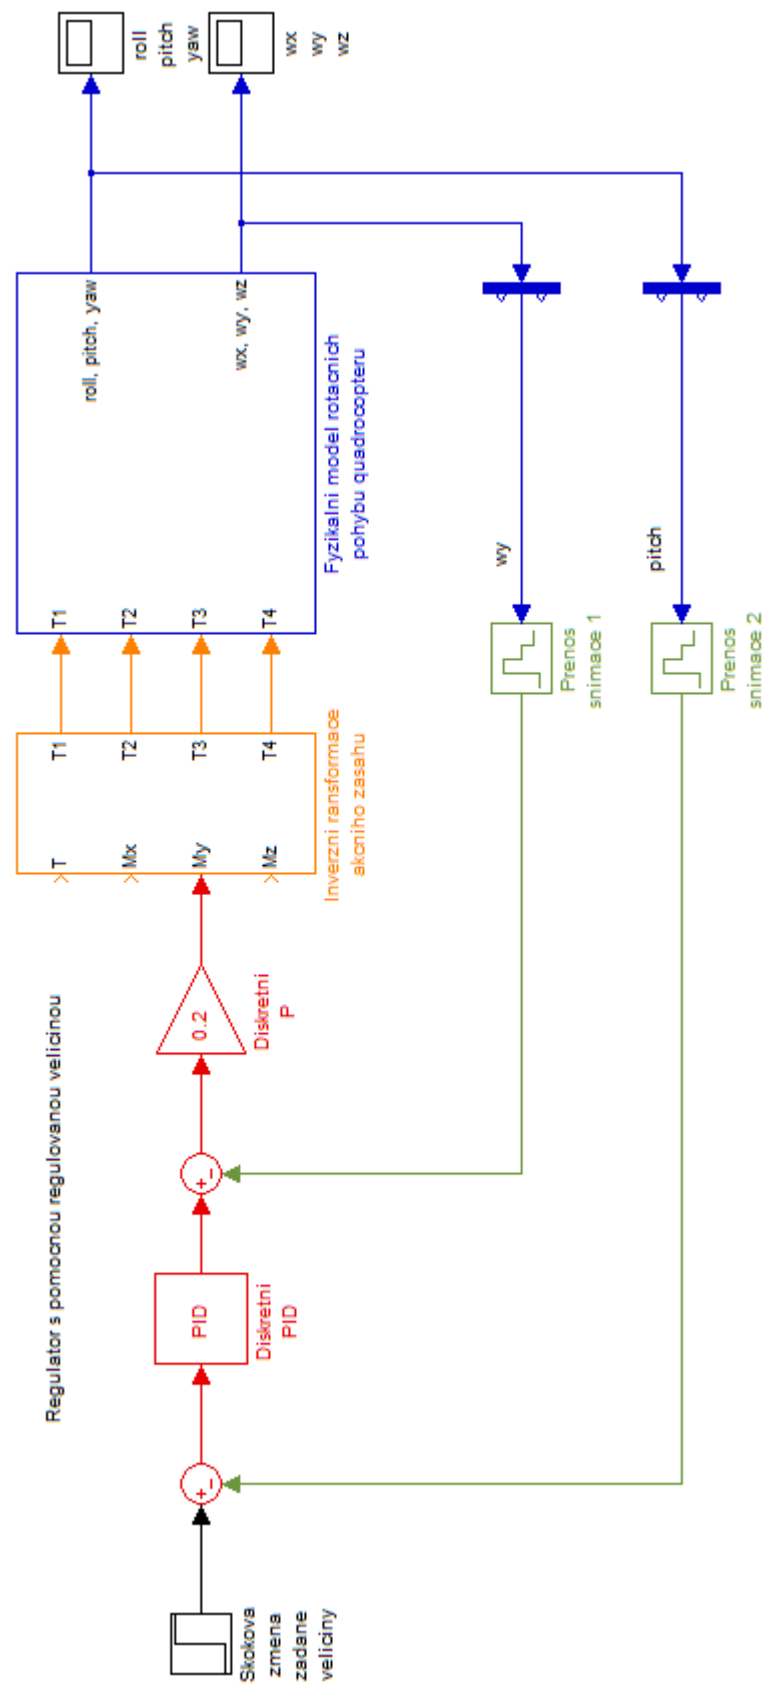 Regulator s pomocnou regulovanou velicinou
Skokova
zmena
zadane
veliciny
+
-
PID
Diskretni
PID
+
-
0.2
Diskretni
P
T
Mx
My
Mz
T1
T2
T3
T4
Inverzni ransformace
akcniho zasahu
T1
T2
T3
T4
roll, pitch, yaw
wx, wy, wz
Fyzikalni model rotacnich
pohybu quadrocopteru
roll
pitch
yaw
wx
wy
wz
wy
Prenos
snimace 1
pitch
Prenos
snimace 2